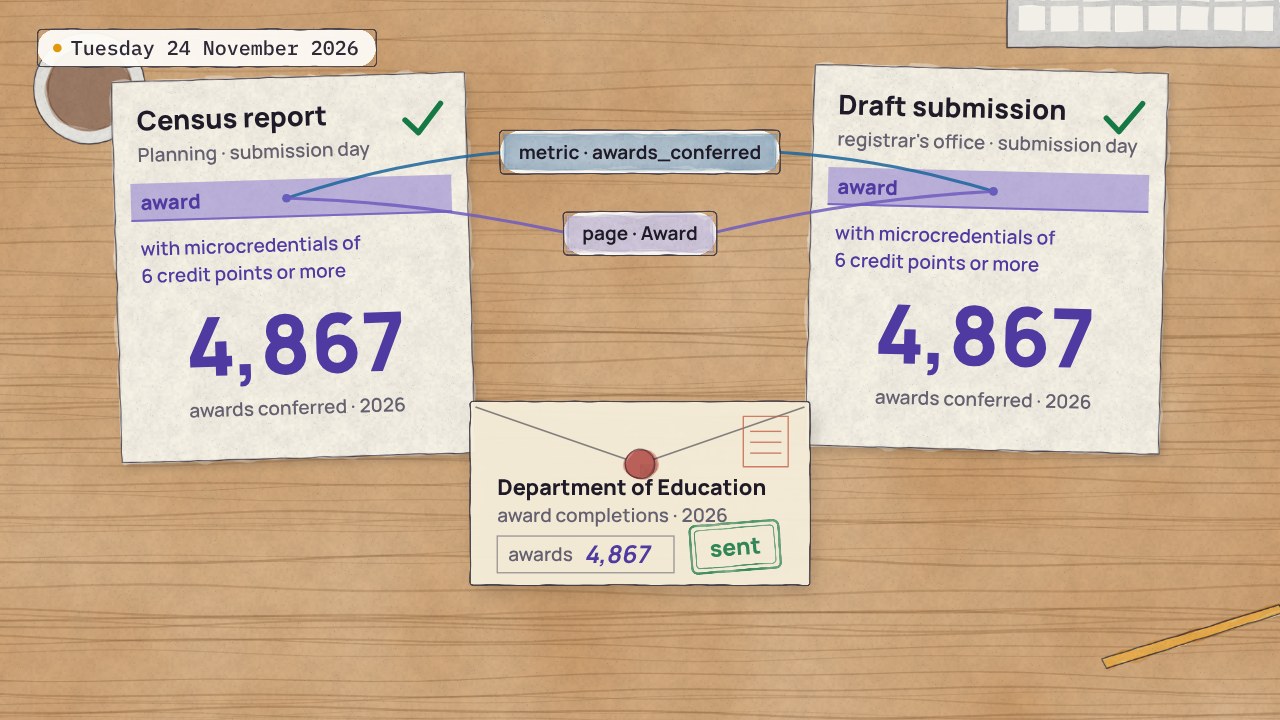 Tuesday 24 November 2026
Census report
Planning · submission day
award
with microcredentials of
6 credit points or more
4,867
awards conferred · 2026
metric · awards_conferred
page · Award
Draft submission
registrar's office · submission day
award
with microcredentials of
6 credit points or more
4,867
awards conferred · 2026
Department of Education
award completions · 2026
awards 4,867
sent